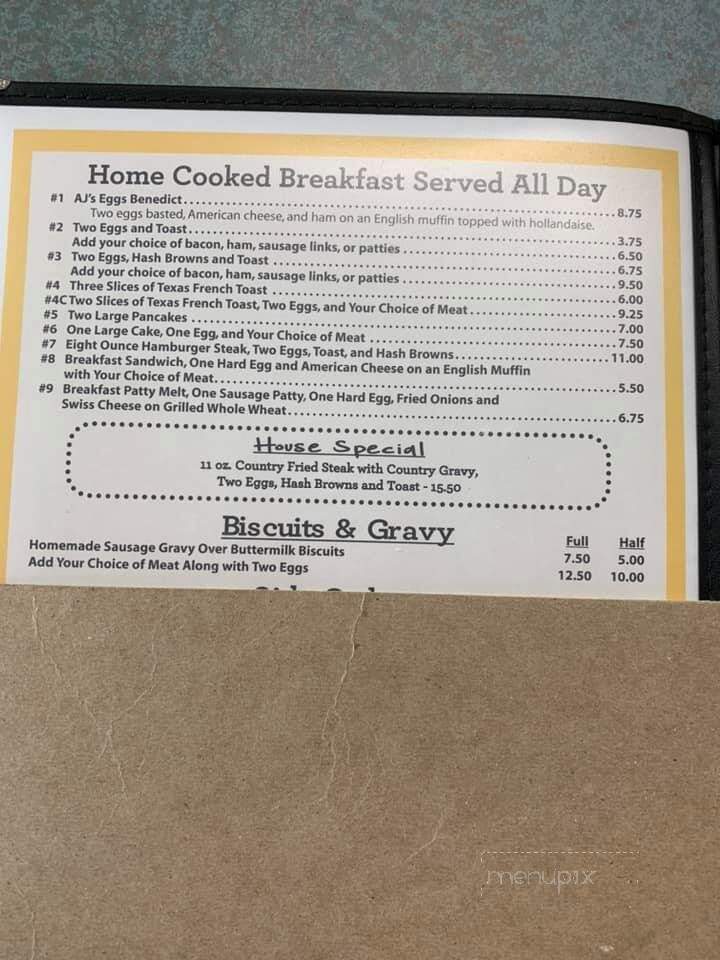 Home Cooked Breakfast Served All Day
#1 AJ's Eggs Benedict 8.75
Two eggs basted, American cheese, and ham on an English muffin topped with hollandaise.
#2 Two Eggs and Toast 3.75
Add your choice of bacon, ham, sausage links, or patties 6.50
#3 Two Eggs, Hash Browns and Toast 6.75
Add your choice of bacon, ham, sausage links, or patties 9.50
#4 Three Slices of Texas French Toast 6.00
#4C Two Slices of Texas French Toast, Two Eggs, and Your Choice of Meat 9.25
#5 Two Large Pancakes 7.00
#6 One Large Cake, One Egg, and Your Choice of Meat 7.50
#7 Eight Ounce Hamburger Steak, Two Eggs, Toast, and Hash Browns 11.00
#8 Breakfast Sandwich, One Hard Egg and American Cheese on an English Muffin
with Your Choice of Meat 5.50
#9 Breakfast Patty Melt, One Sausage Patty, One Hard Egg, Fried Onions and
Swiss Cheese on Grilled Whole Wheat 6.75
House Special
11 oz. Country Fried Steak with Country Gravy,
Two Eggs, Hash Browns and Toast - 15.50
Biscuits & Gravy
Full Half
Homemade Sausage Gravy Over Buttermilk Biscuits 7.50 5.00
Add Your Choice of Meat Along with Two Eggs 12.50 10.00
menupix